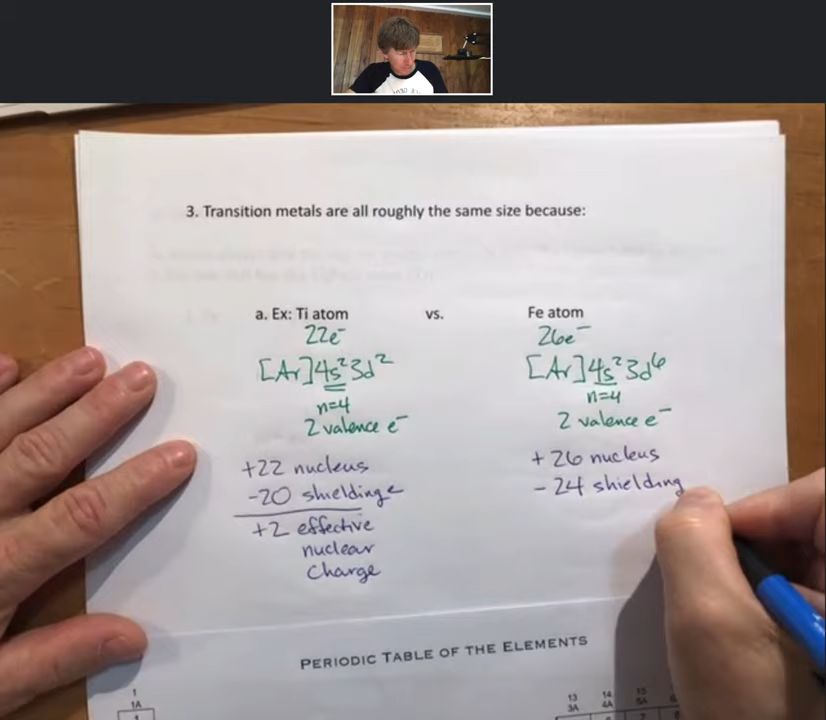 3. Transition metals are all roughly the same size because:
a. Ex: Ti atom vs. Fe atom
22e⁻ 26e⁻
[Ar]4s²3d² [Ar]4s²3d⁶
n=4 n=4
2 valence e⁻ 2 valence e⁻
+22 nucleus + 26 nucleus
-20 shielding e - 24 shielding
+2 effective
nuclear
charge
PERIODIC TABLE OF THE ELEMENTS
1 13 14 15
1A 3A 4A 5A